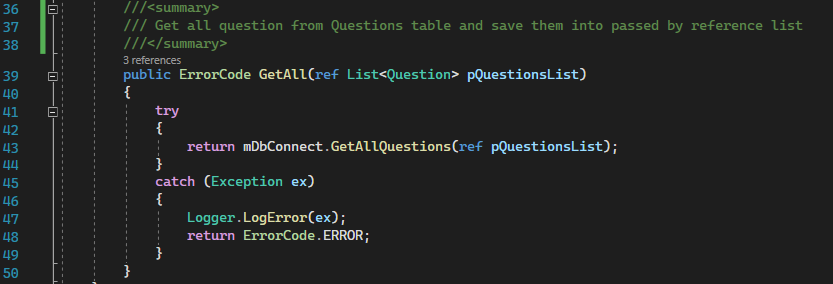 36 ///<summary>
37 /// Get all question from Questions table and save them into passed by reference list
38 ///</summary>
3 references
39 public ErrorCode GetAll(ref List<Question> pQuestionsList)
40 {
41 try
42 {
43 return mDbConnect.GetAllQuestions(ref pQuestionsList);
44 }
45 catch (Exception ex)
46 {
47 Logger.LogError(ex);
48 return ErrorCode.ERROR;
49 }
50 }